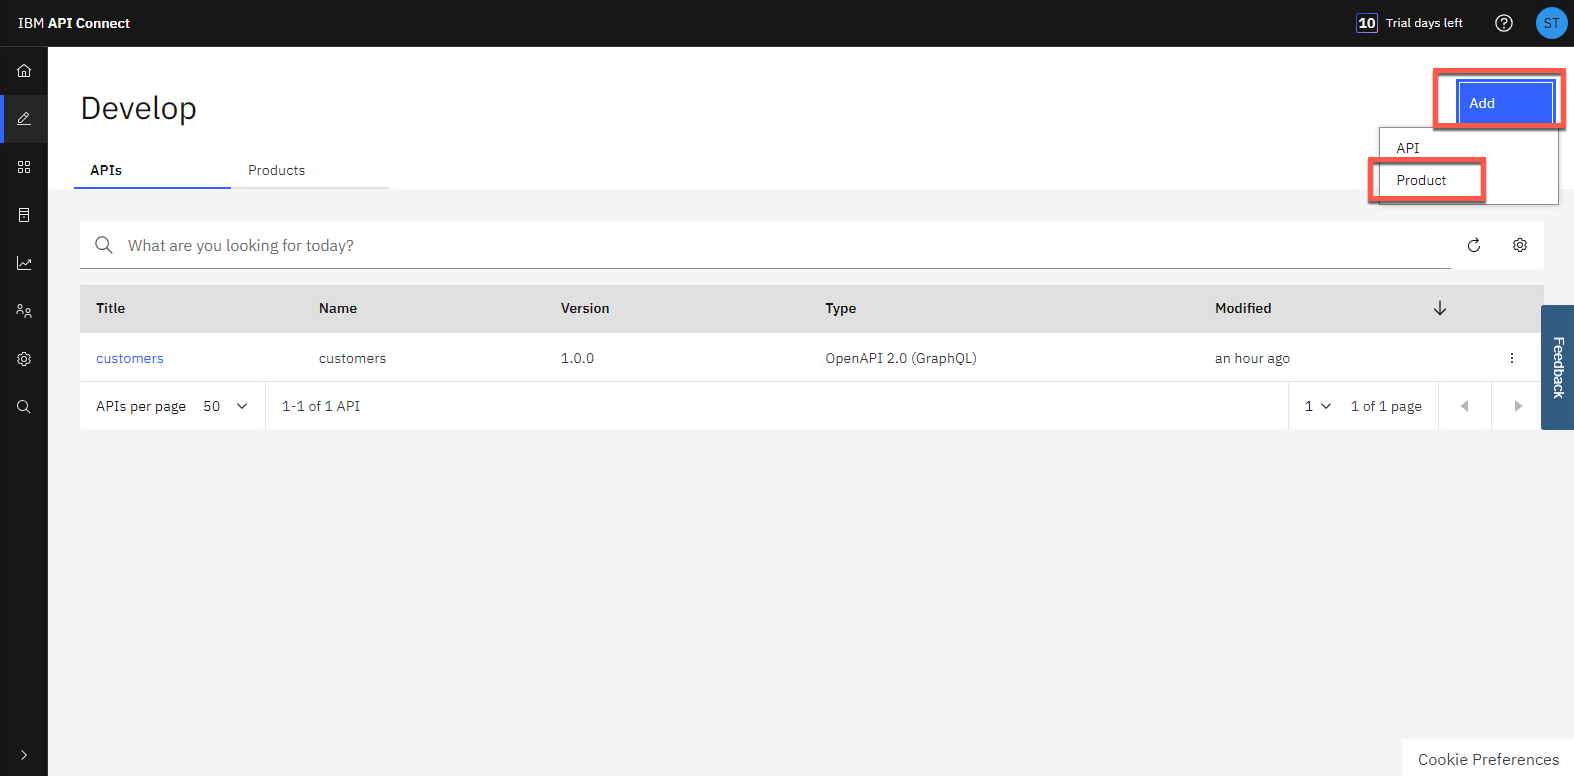 IBM API Connect
10 Trial days left
ST
Develop
Add
API
Product
APIs Products
What are you looking for today?
Title Name Version Type Modified
customers customers 1.0.0 OpenAPI 2.0 (GraphQL) an hour ago
APIs per page 50 1-1 of 1 API 1 1 of 1 page
Feedback
Cookie Preferences